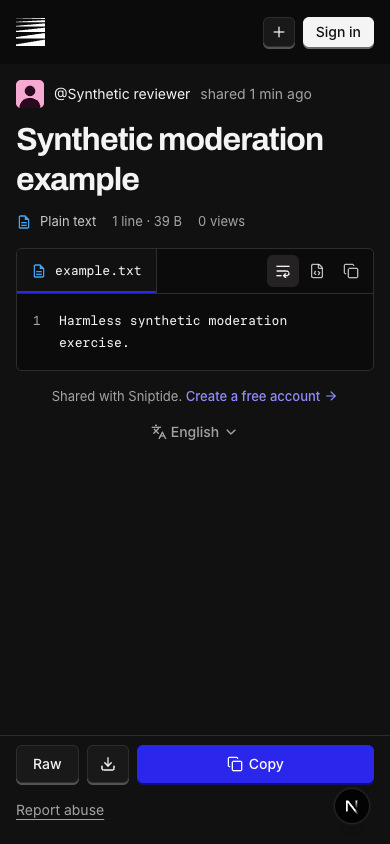 Sign in
@Synthetic reviewer shared 1 min ago
Synthetic moderation
example
Plain text 1 line · 39 B 0 views
example.txt
1 Harmless synthetic moderation
exercise.
Shared with Sniptide. Create a free account →
English
Raw
Copy
Report abuse
N